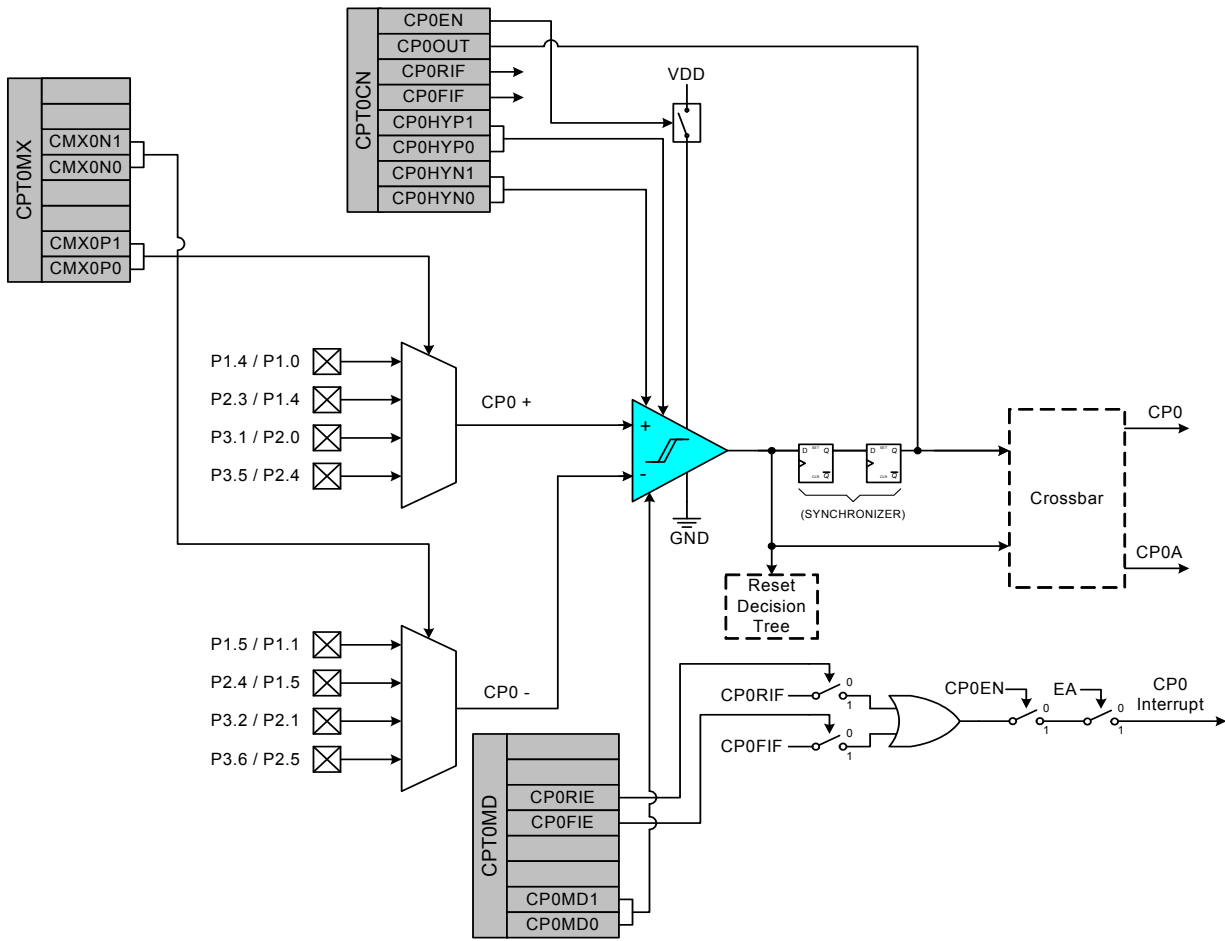 CPT0CN
CP0EN
CP0OUT
CP0RIF
CP0FIF
CP0HYP1
CP0HYP0
CP0HYN1
CP0HYN0
VDD
CPT0MX
CMX0N1
CMX0N0
CMX0P1
CMX0P0
P1.4 / P1.0
P2.3 / P1.4
P3.1 / P2.0
P3.5 / P2.4
CP0 +
+
-
GND
D SET Q
CLR Q
D SET Q
CLR Q
(SYNCHRONIZER)
Crossbar
CP0
CP0A
Reset
Decision
Tree
P1.5 / P1.1
P2.4 / P1.5
P3.2 / P2.1
P3.6 / P2.5
CP0 -
CP0RIF
0
1
CP0FIF
0
1
CP0EN
0
1
EA
0
1
CP0
Interrupt
CPT0MD
CP0RIE
CP0FIE
CP0MD1
CP0MD0